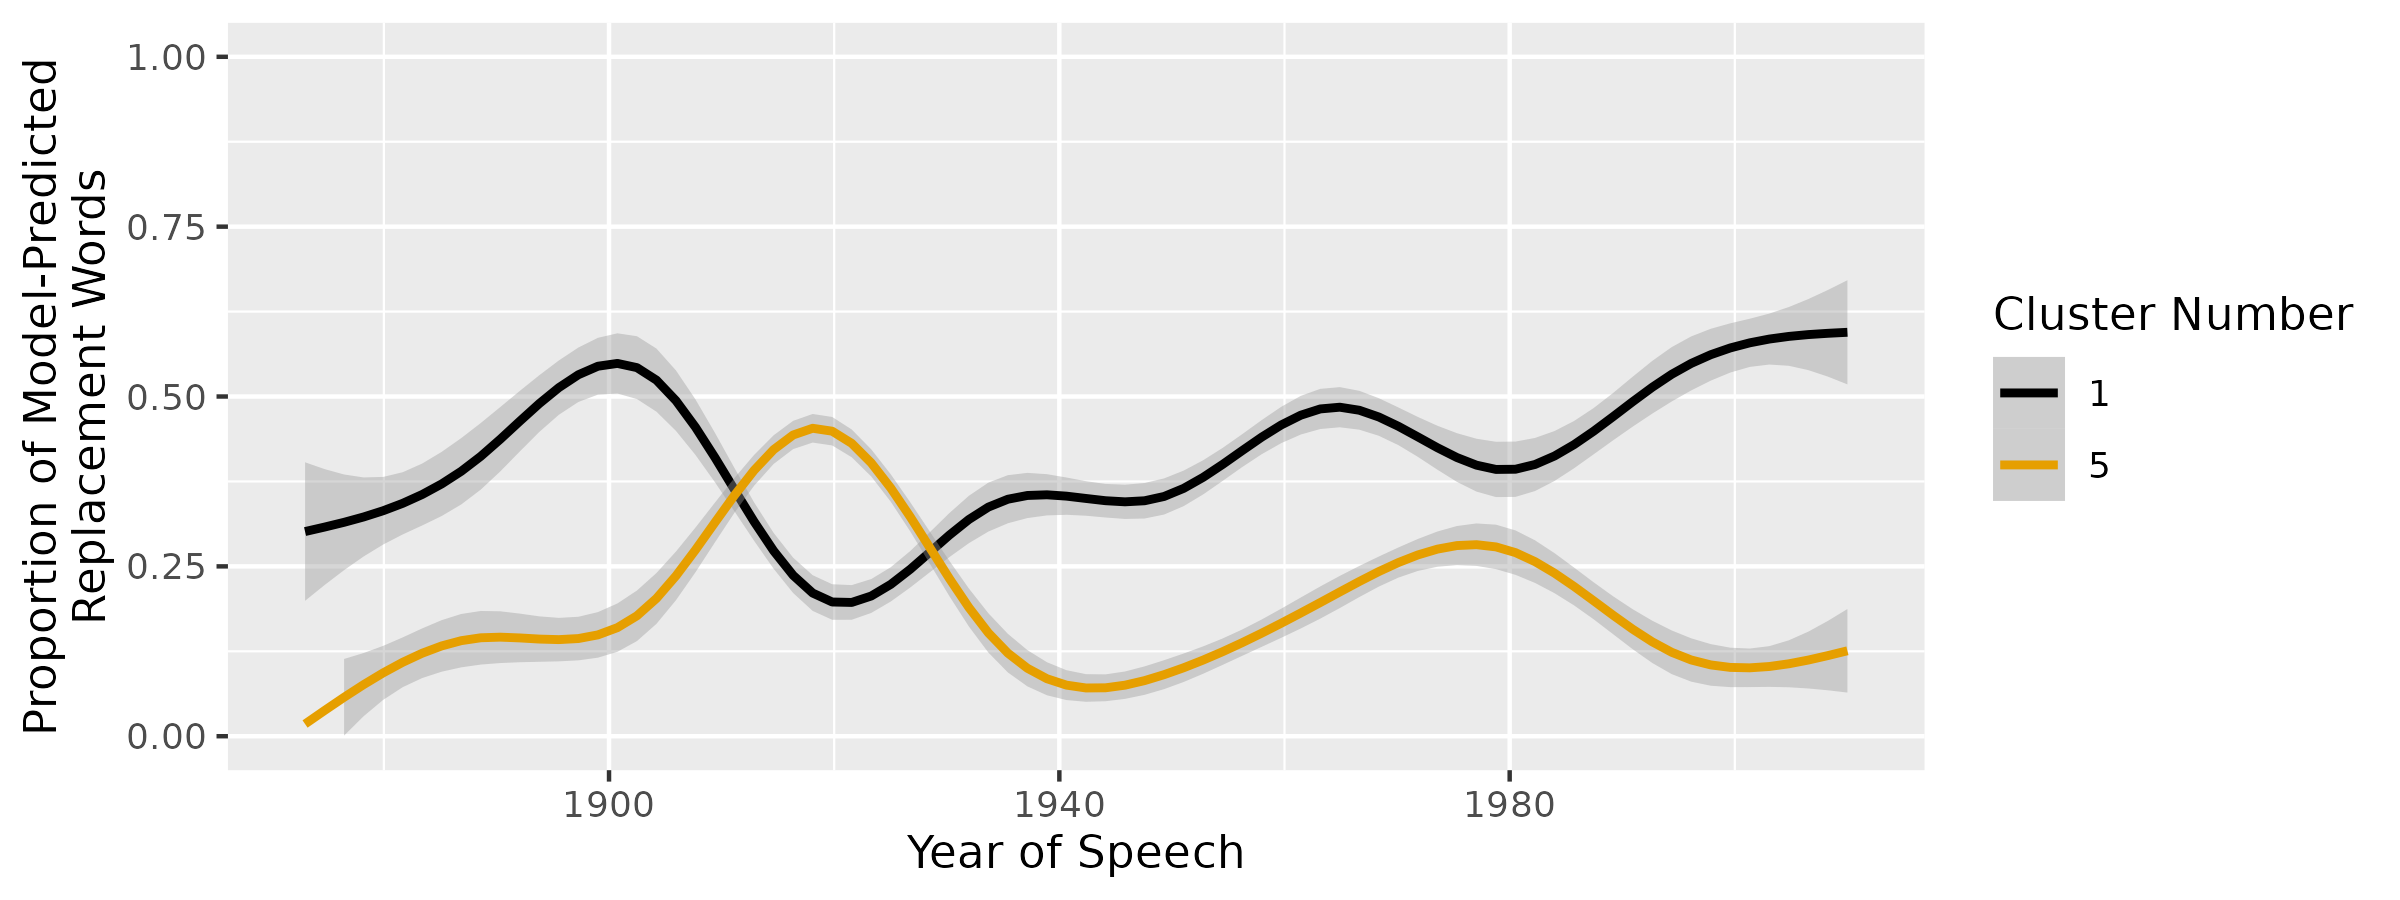 Proportion of Model-Predicted
Replacement Words
1.00
0.75
0.50
0.25
0.00
1900
1940
1980
Year of Speech
Cluster Number
1
5